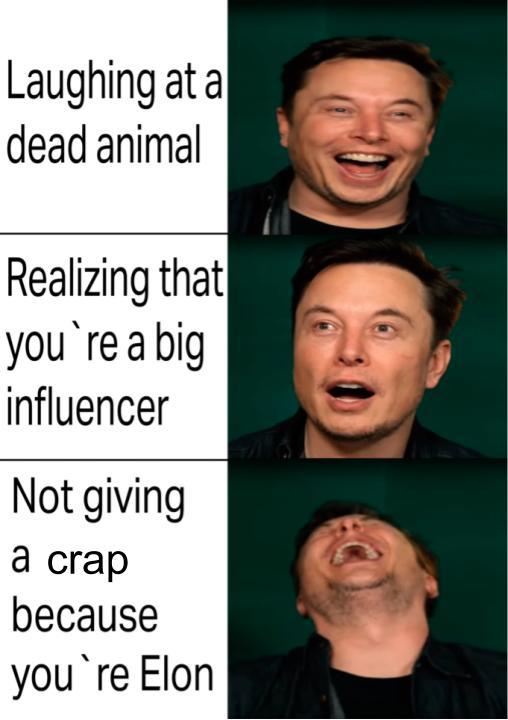 Laughing at a
dead animal
Realizing that
you`re a big
influencer
Not giving
a crap
because
you`re Elon